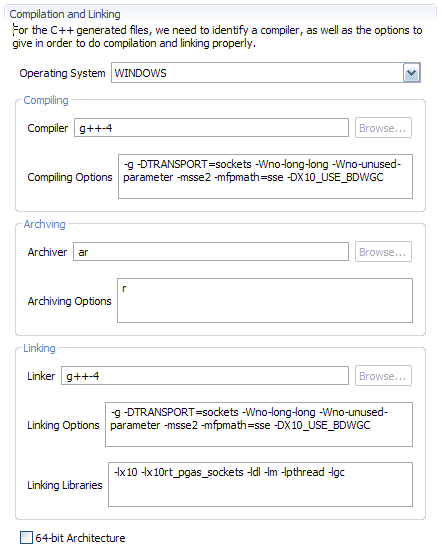 Compilation and Linking
For the C++ generated files, we need to identify a compiler, as well as the options to
give in order to do compilation and linking properly.
Operating System WINDOWS
Compiling
Compiler g++-4 Browse...
-g -DTRANSPORT=sockets -Wno-long-long -Wno-unused-
Compiling Options parameter -msse2 -mfpmath=sse -DX10_USE_BDWGC
Archving
Archiver ar Browse...
r
Archiving Options
Linking
Linker g++-4 Browse...
-g -DTRANSPORT=sockets -Wno-long-long -Wno-unused-
Linking Options parameter -msse2 -mfpmath=sse -DX10_USE_BDWGC
-lx10 -lx10rt_pgas_sockets -ldl -lm -lpthread -lgc
Linking Libraries
64-bit Architecture